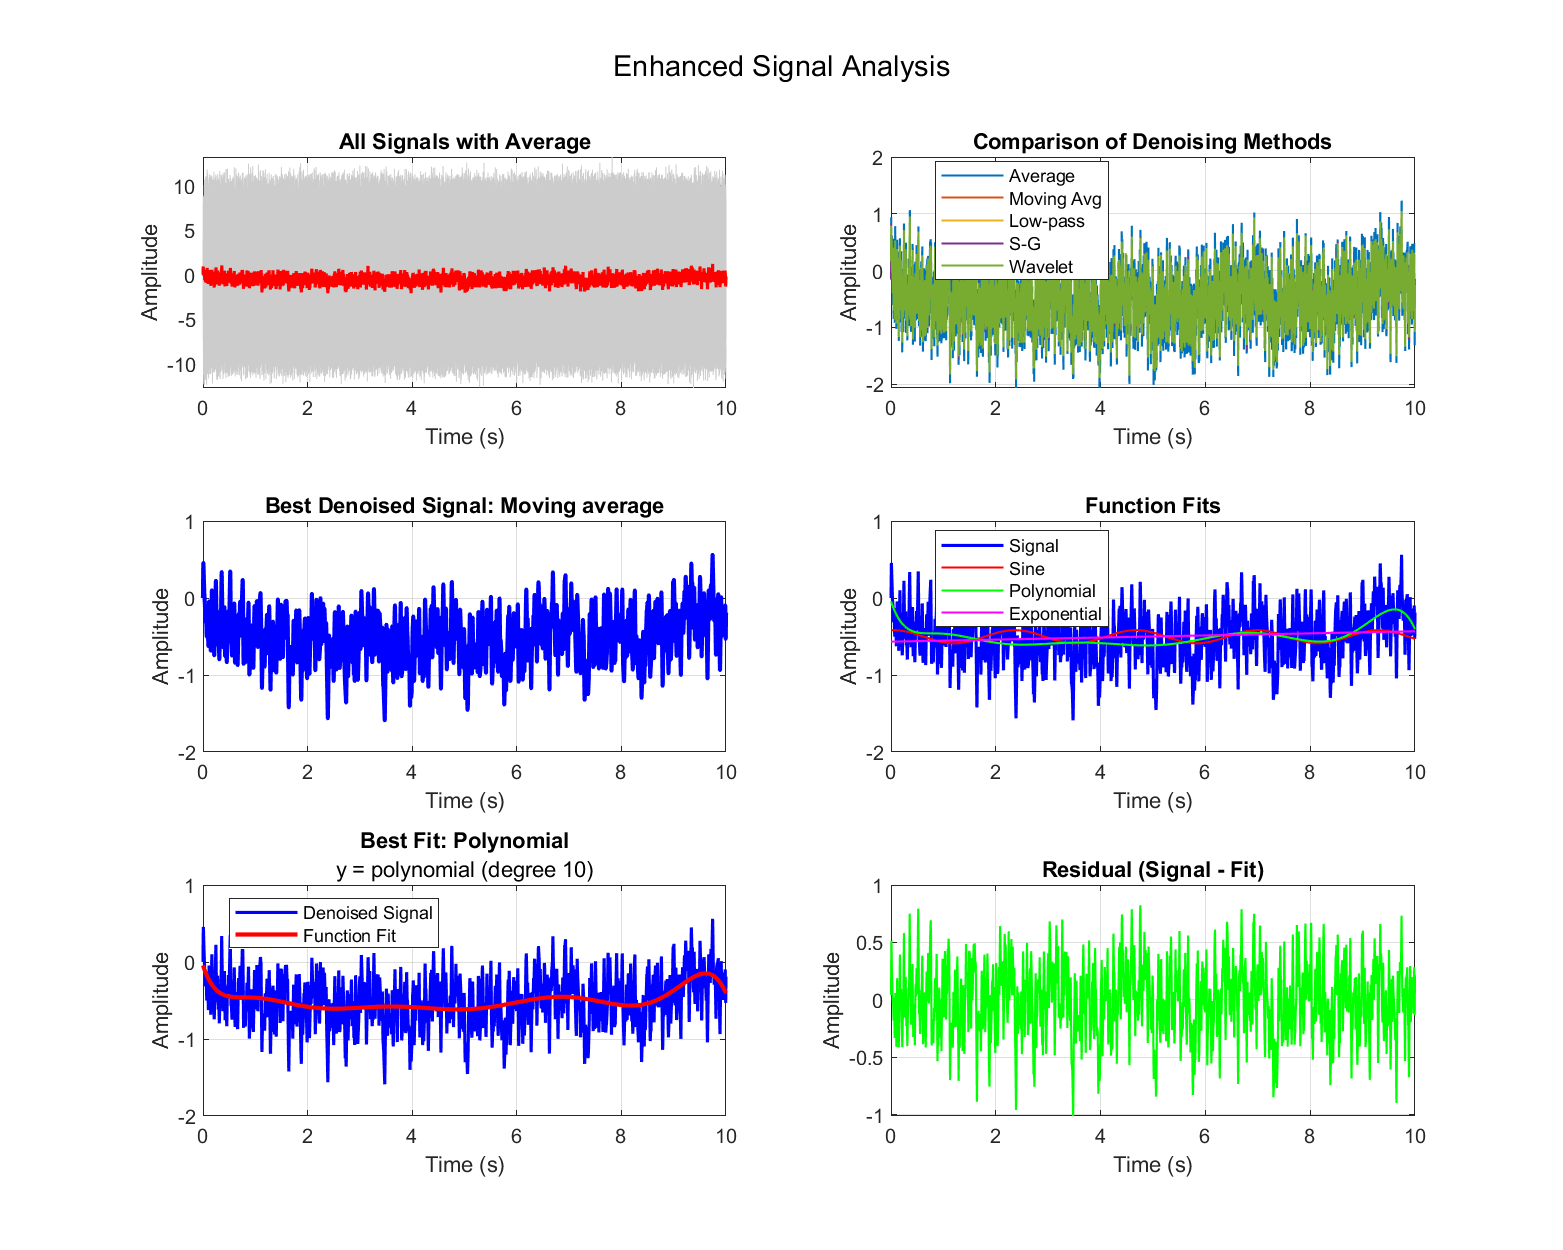 Enhanced Signal Analysis
All Signals with Average
10
5
0
-5
-10
Amplitude
0 2 4 6 8 10
Time (s)
Comparison of Denoising Methods
2
1
0
-1
-2
Amplitude
Average
Moving Avg
Low-pass
S-G
Wavelet
0 2 4 6 8 10
Time (s)
Best Denoised Signal: Moving average
1
0
-1
-2
Amplitude
0 2 4 6 8 10
Time (s)
Function Fits
1
0
-1
-2
Amplitude
Signal
Sine
Polynomial
Exponential
0 2 4 6 8 10
Time (s)
Best Fit: Polynomial
y = polynomial (degree 10)
1
0
-1
-2
Amplitude
Denoised Signal
Function Fit
0 2 4 6 8 10
Time (s)
Residual (Signal - Fit)
1
0.5
0
-0.5
-1
Amplitude
0 2 4 6 8 10
Time (s)